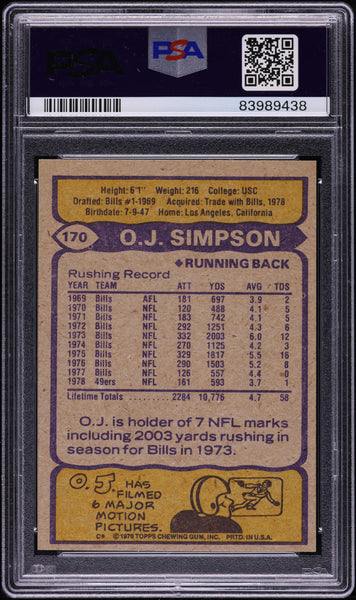 PSA
PSA
83989438
Height: 6'1" Weight: 216 College: USC
Drafted: Bills #1-1969 Acquired: Trade with Bills, 1978
Birthdate: 7-9-47 Home: Los Angeles, California
170 O.J. SIMPSON
RUNNING BACK
Rushing Record
YEAR TEAM ATT YDS AVG TDS
1969 Bills AFL 181 697 3.9 2
1970 Bills NFL 120 488 4.1 5
1971 Bills NFL 183 742 4.1 5
1972 Bills NFL 292 1251 4.3 6
1973 Bills NFL 332 2003 6.0 12
1974 Bills NFL 270 1125 4.2 3
1975 Bills NFL 329 1817 5.5 16
1976 Bills NFL 290 1503 5.2 8
1977 Bills NFL 126 557 4.4 0
1978 49ers NFL 161 593 3.7 1
Lifetime Totals 2284 10,776 4.7 58
O.J. is holder of 7 NFL marks
including 2003 yards rushing in
season for Bills in 1973.
O.J. HAS
FILMED
6 MAJOR
MOTION
PICTURES.
C* ©1979 TOPPS CHEWING GUM, INC. PRTD. IN U.S.A.